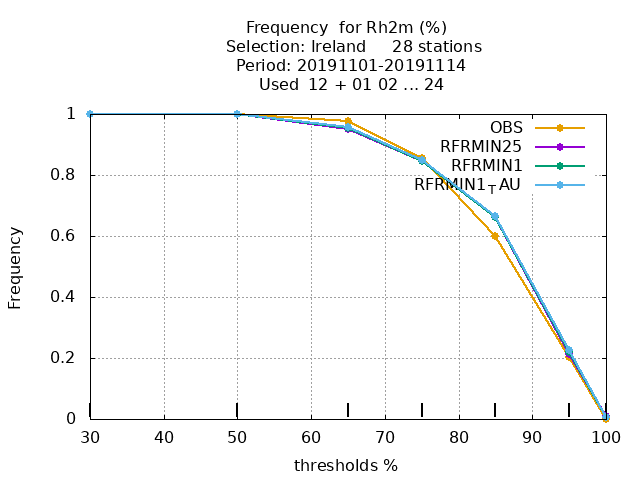 Frequency  for Rh2m (%)
Selection: Ireland     28 stations
Period: 20191101-20191114
Used  12 + 01 02 ... 24
OBS
RFRMIN25
RFRMIN1
RFRMIN1_TAU
1
0.8
0.6
0.4
0.2
0
Frequency
30 40 50 60 70 80 90 100
thresholds %